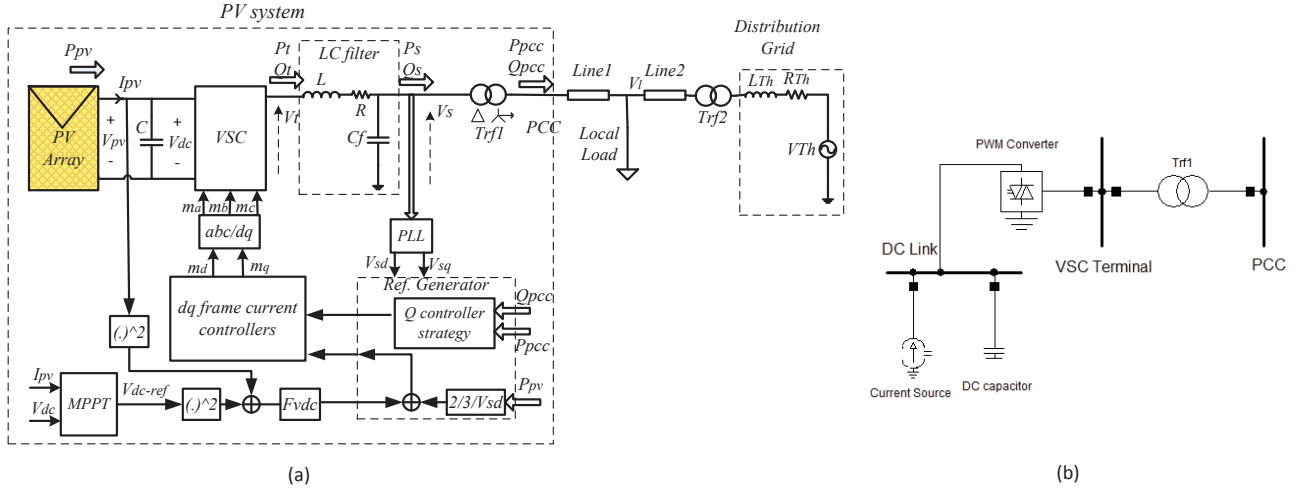 PV system
Ppv
Ipv
PV
Array
+
Vpv
-
C
+
Vdc
-
VSC
Pt
Qt
LC filter
L
R
Cf
Vt
Ps
Qs
Vs
Trf1
Ppcc
Qpcc
PCC
Line1
Vl
Line2
Local
Load
Trf2
Distribution
Grid
LTh
RTh
VTh
ma mb mc
abc/dq
md
mq
PLL
Vsd
Vsq
dq frame current
controllers
Ref. Generator
Q controller
strategy
Qpcc
Ppcc
(.)^2
Ipv
Vdc
MPPT
Vdc-ref
(.)^2
Fvdc
2/3/Vsd
Ppv
(a)
PWM Converter
Trf1
DC Link
VSC Terminal
PCC
Current Source
DC capacitor
(b)